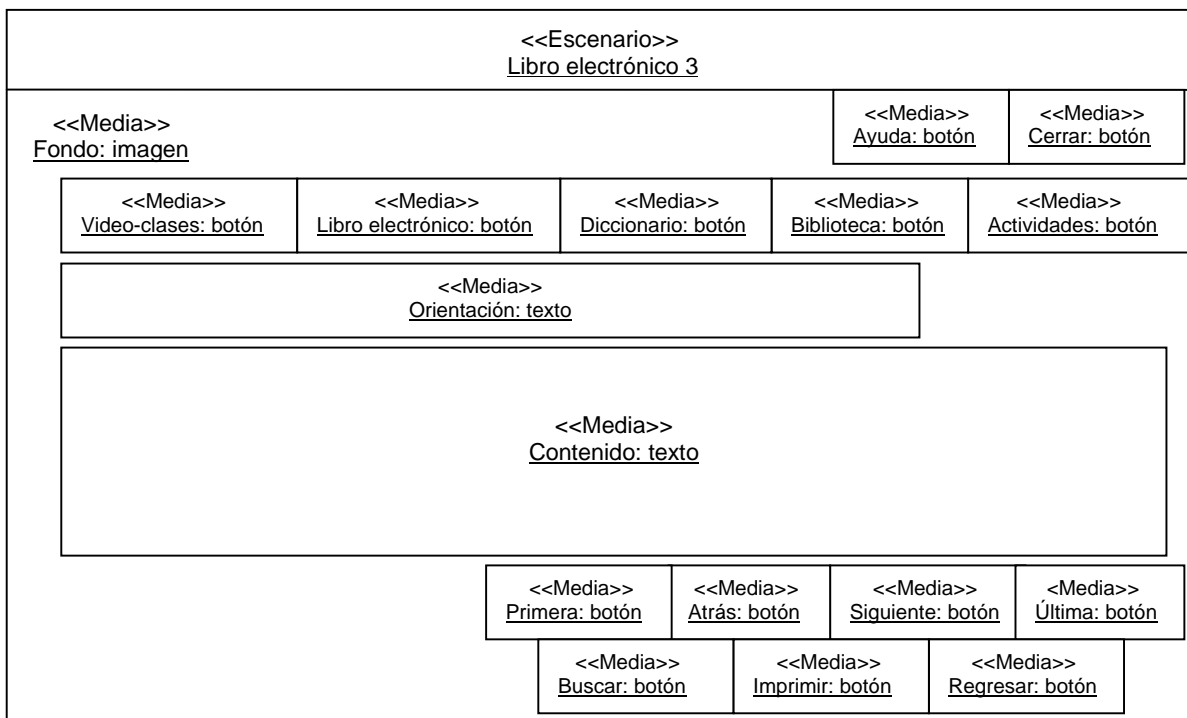 <<Escenario>>
Libro electrónico 3
<<Media>>
Fondo: imagen
<<Media>>
Ayuda: botón
<<Media>>
Cerrar: botón
<<Media>>
Video-clases: botón
<<Media>>
Libro electrónico: botón
<<Media>>
Diccionario: botón
<<Media>>
Biblioteca: botón
<<Media>>
Actividades: botón
<<Media>>
Orientación: texto
<<Media>>
Contenido: texto
<<Media>>
Primera: botón
<<Media>>
Atrás: botón
<<Media>>
Siguiente: botón
<Media>>
Última: botón
<<Media>>
Buscar: botón
<<Media>>
Imprimir: botón
<<Media>>
Regresar: botón